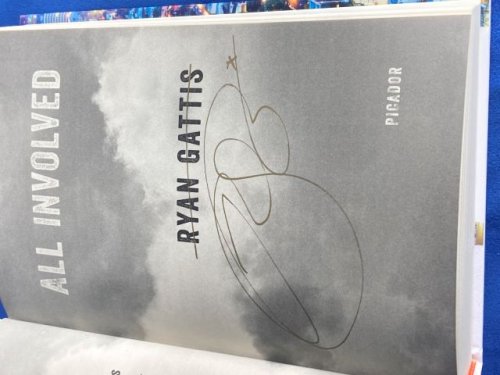 ALL INVOLVED
RYAN GATTIS
PICADOR